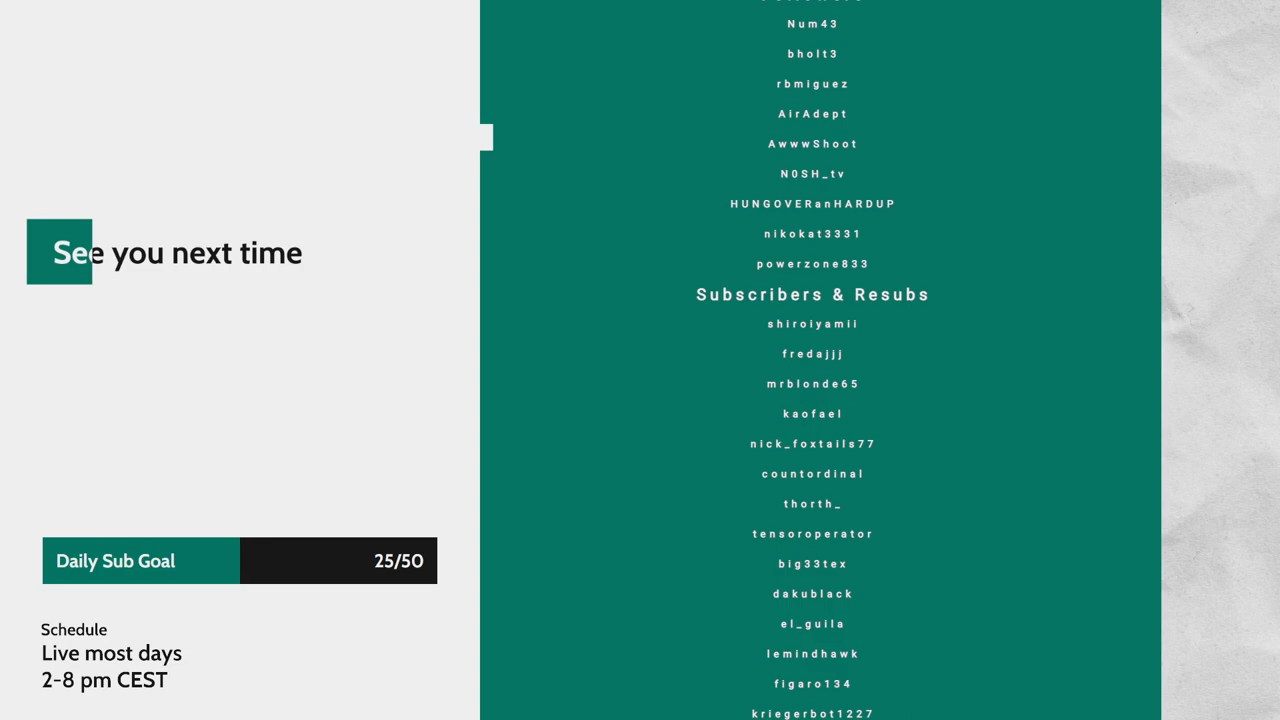 See you next time
Daily Sub Goal 25/50
Schedule
Live most days
2-8 pm CEST
Num43
bholt3
rbmiguez
AirAdept
AwwwShoot
N0SH_tv
HUNGOVERanHARDUP
nikokat3331
powerzone833
Subscribers & Resubs
shiroiyamii
fredajjj
mrblonde65
kaofael
nick_foxtails77
countordinal
thorth_
tensoroperator
big33tex
dakublack
el_guila
lemindhawk
figaro134
kriegerbot1227